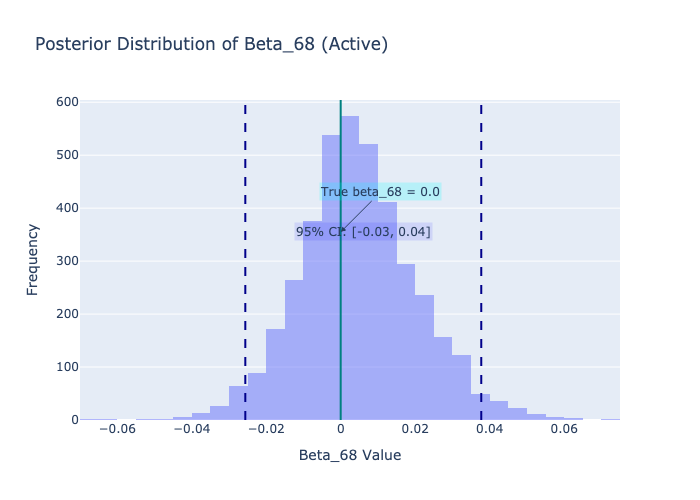 Posterior Distribution of Beta_68 (Active)
600
500
400
300
200
100
0
Frequency
True beta_68 = 0.0
95% CI: [-0.03, 0.04]
−0.06
−0.04
−0.02
0
0.02
0.04
0.06
Beta_68 Value